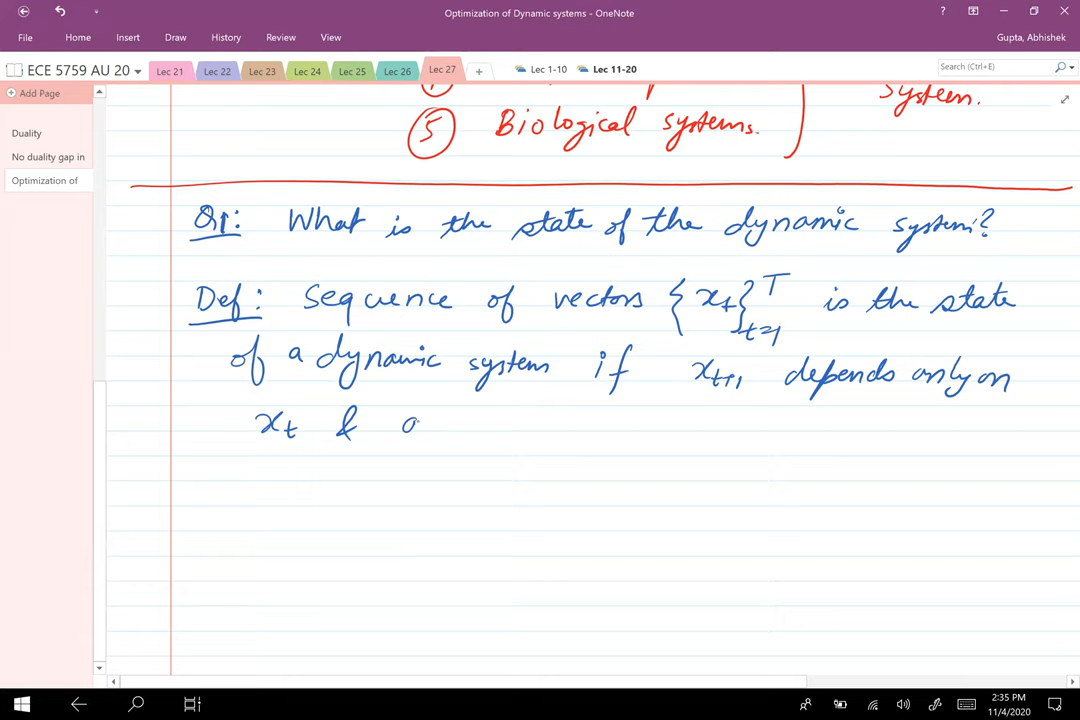 Optimization of Dynamic systems - OneNote
?
File Home Insert Draw History Review View Gupta, Abhishek
ECE 5759 AU 20 Lec 21 Lec 22 Lec 23 Lec 24 Lec 25 Lec 26 Lec 27 + Lec 1-10 Lec 11-20 Search (Ctrl+E)
Add Page
Duality
No duality gap in
Optimization of
system.
5 Biological systems.
Q1: What is the state of the dynamic system?
Def: Sequence of vectors {x_t}_{t=1}^T is the state
of a dynamic system if x_{t+1} depends only on
x_t &
2:35 PM
11/4/2020